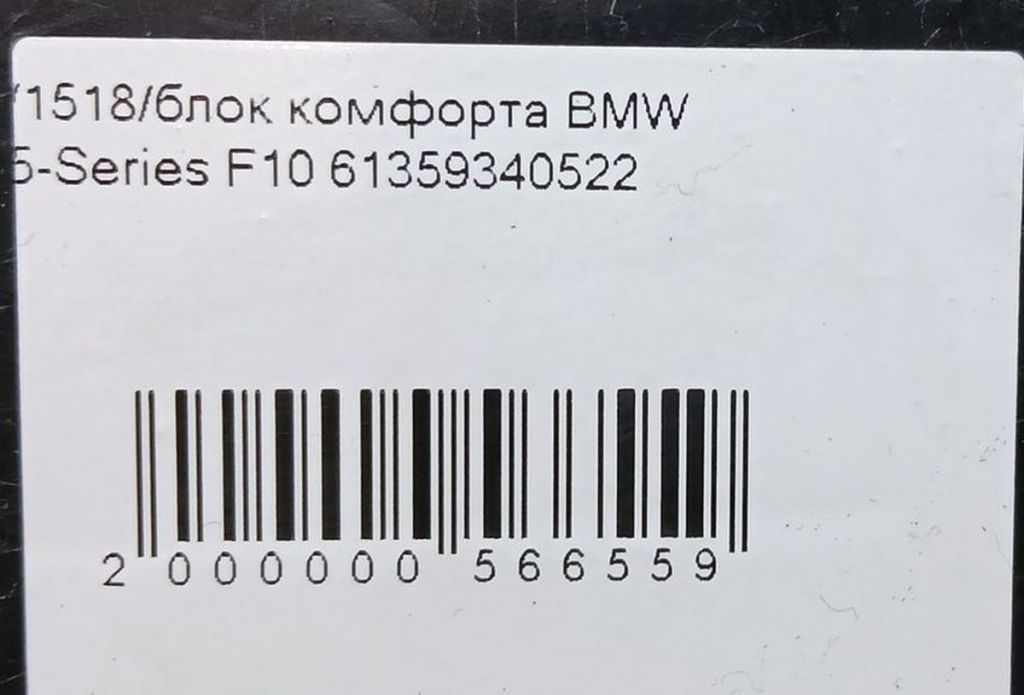 /1518/блок комфорта BMW
5-Series F10 61359340522
2 000000 566559